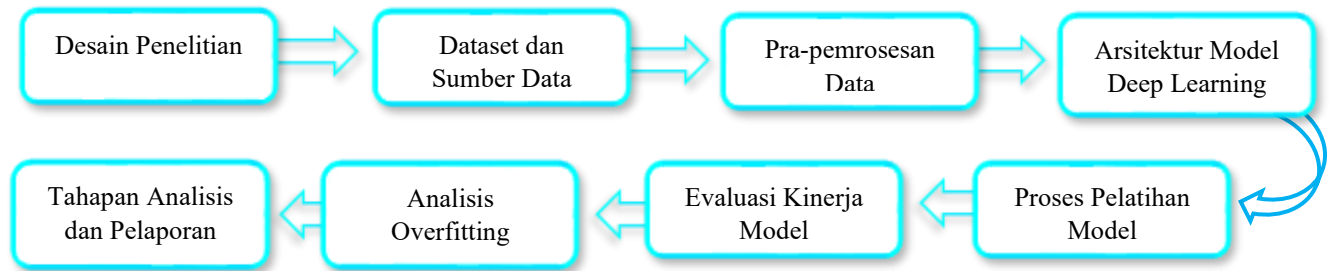 Desain Penelitian
Dataset dan
Sumber Data
Pra-pemrosesan
Data
Arsitektur Model
Deep Learning
Proses Pelatihan
Model
Evaluasi Kinerja
Model
Analisis
Overfitting
Tahapan Analisis
dan Pelaporan